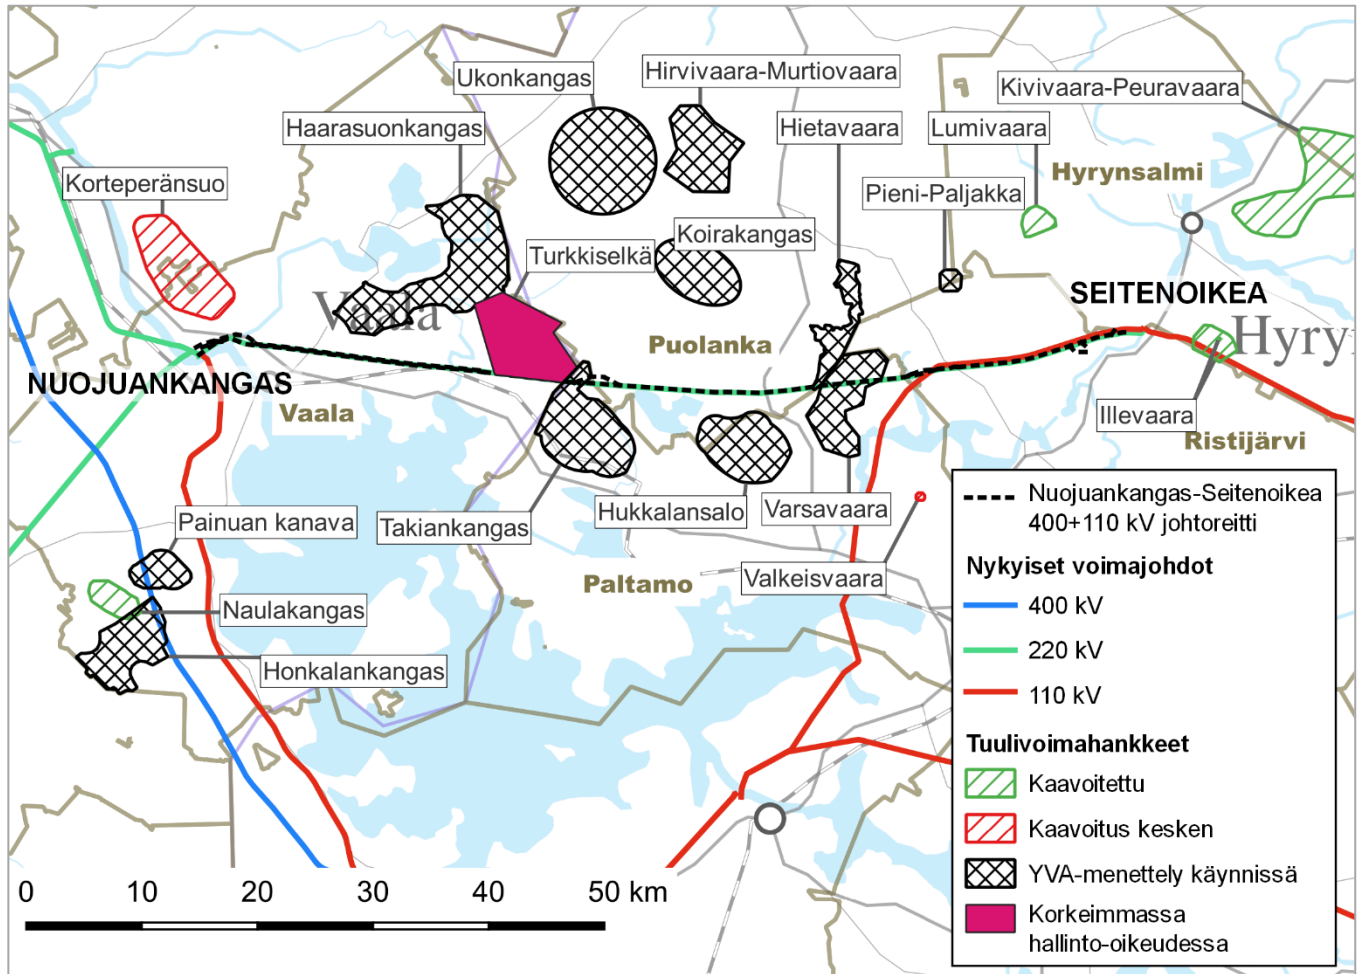 Ukonkangas
Hirvivaara-Murtiovaara
Kivivaara-Peuravaara
Haarasuonkangas
Hietavaara
Lumivaara
Hyrynsalmi
Korteperänsuo
Pieni-Paljakka
Koirakangas
Turkkiselkä
SEITENOIKEA
Vaala
Puolanka
Hyry
NUOJUANKANGAS
Vaala
Illevaara
Ristijärvi
Painuan kanava
Takiankangas
Hukkalansalo
Varsavaara
Paltamo
Valkeisvaara
Naulakangas
Honkalankangas
Nuojuankangas-Seitenoikea
400+110 kV johtoreitti
Nykyiset voimajohdot
400 kV
220 kV
110 kV
Tuulivoimahankkeet
Kaavoitettu
Kaavoitus kesken
YVA-menettely käynnissä
Korkeimmassa
hallinto-oikeudessa
0 10 20 30 40 50 km